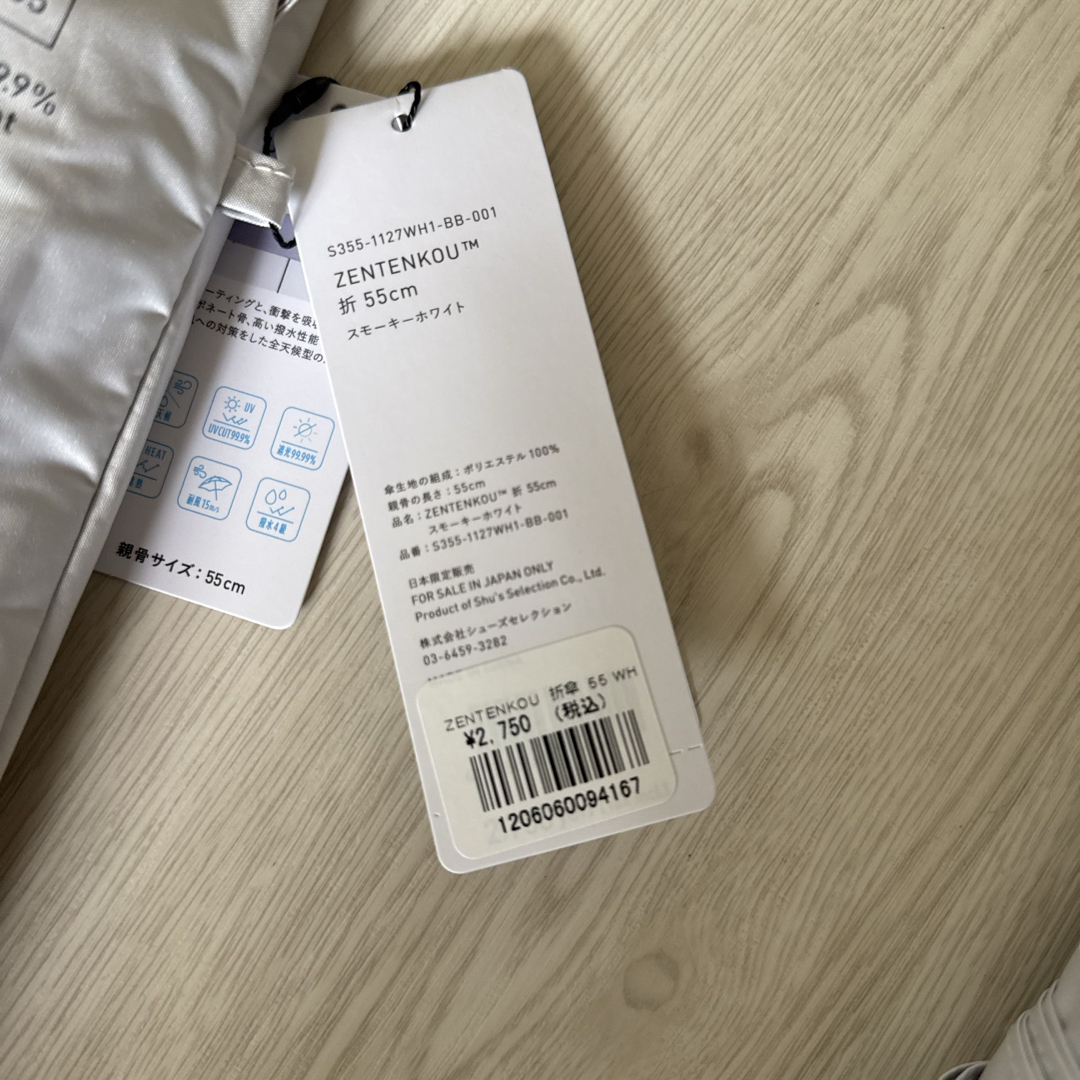 9.9%
S355-1127WH1-BB-001
ZENTENKOU™
折 55cm
スモーキーホワイト
傘生地の組成：ポリエステル 100%
親骨の長さ：55cm
品名：ZENTENKOU™ 折 55cm
スモーキーホワイト
品番：S355-1127WH1-BB-001
日本限定販売
FOR SALE IN JAPAN ONLY
Product of Shu's Selection Co., Ltd.
株式会社シューズセレクション
03-6459-3282
ZENTENKOU 折傘 55 WH
¥2,750 (税込)
1206060094167
ーティングと、衝撃を吸収
ボネート骨、高い撥水性能
への対策をした全天候型の
UV
UVCUT99.9%
遮光99.99%
HEAT
耐風15m/s
撥水4級
親骨サイズ：55cm